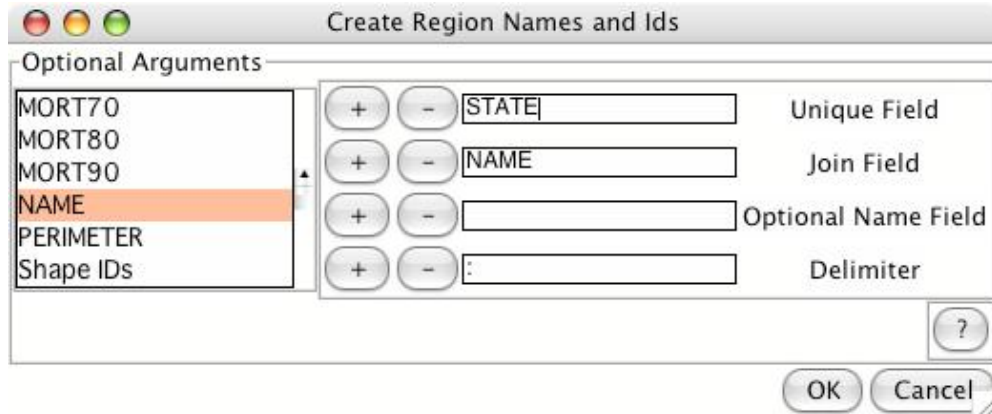 Create Region Names and Ids
Optional Arguments
MORT70
MORT80
MORT90
NAME
PERIMETER
Shape IDs
+ - STATE Unique Field
+ - NAME Join Field
+ - Optional Name Field
+ - : Delimiter
?
OK Cancel